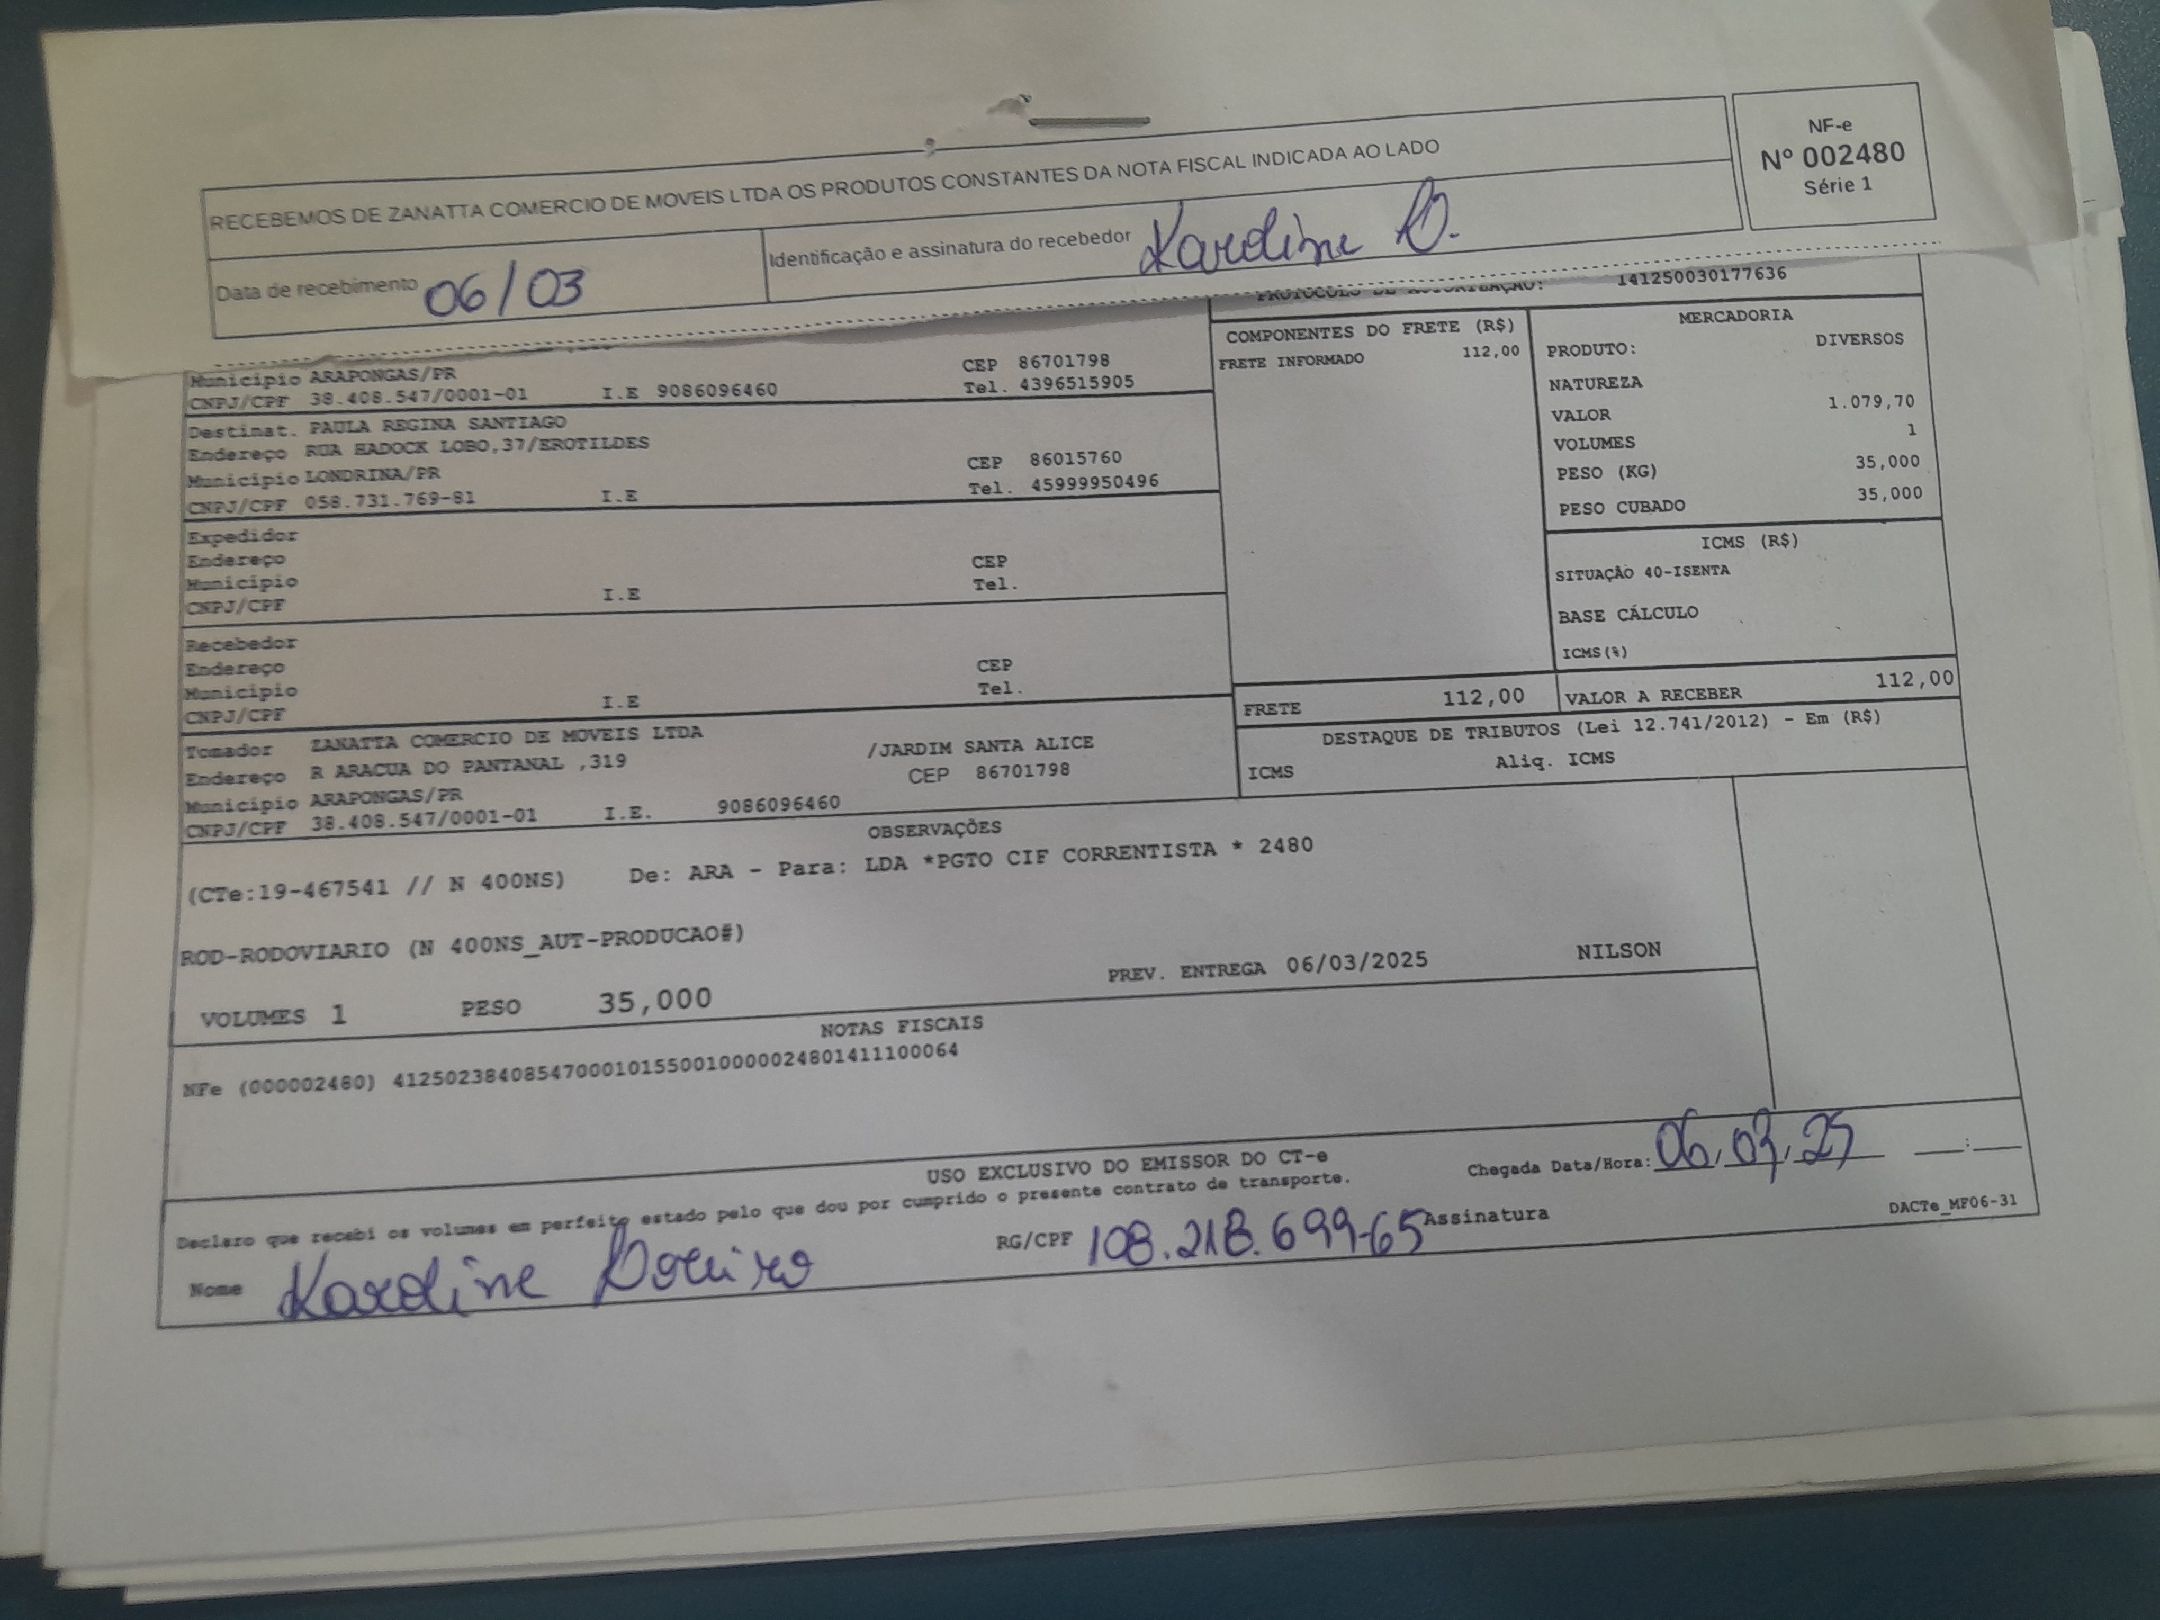 RECEBEMOS DE ZANATTA COMERCIO DE MOVEIS LTDA OS PRODUTOS CONSTANTES DA NOTA FISCAL INDICADA AO LADO
NF-e
Nº 002480
Série 1
Data de recebimento 06/03
Identificação e assinatura do recebedor Karoline O.
PROTOCOLO DE AUTORIZAÇÃO: 141250030177636
Município ARAPONGAS/PR CEP 86701798
CNPJ/CPF 38.408.547/0001-01 I.E 9086096460 Tel. 4396515905
Destinat. PAULA REGINA SANTIAGO
Endereço RUA HADOCK LOBO,37/EROTILDES
Município LONDRINA/PR CEP 86015760
CNPJ/CPF 058.731.769-81 I.E Tel. 45999950496
Expedidor
Endereço
Município CEP
CNPJ/CPF I.E Tel.
Recebedor
Endereço
Município CEP
CNPJ/CPF I.E Tel.
Tomador ZANATTA COMERCIO DE MOVEIS LTDA
Endereço R ARACUA DO PANTANAL ,319 /JARDIM SANTA ALICE
Município ARAPONGAS/PR CEP 86701798
CNPJ/CPF 38.408.547/0001-01 I.E. 9086096460
COMPONENTES DO FRETE (R$)
FRETE INFORMADO 112,00
MERCADORIA
PRODUTO: DIVERSOS
NATUREZA
VALOR 1.079,70
VOLUMES 1
PESO (KG) 35,000
PESO CUBADO 35,000
ICMS (R$)
SITUAÇÃO 40-ISENTA
BASE CÁLCULO
ICMS(%)
FRETE 112,00 VALOR A RECEBER 112,00
DESTAQUE DE TRIBUTOS (Lei 12.741/2012) - Em (R$)
ICMS Aliq. ICMS
OBSERVAÇÕES
(CTe:19-467541 // N 400NS) De: ARA - Para: LDA *PGTO CIF CORRENTISTA * 2480
ROD-RODOVIARIO (N 400NS_AUT-PRODUCAO#)
VOLUMES 1 PESO 35,000 PREV. ENTREGA 06/03/2025 NILSON
NOTAS FISCAIS
NFe (000002480) 41250238408547000101550010000024801411100064
USO EXCLUSIVO DO EMISSOR DO CT-e
Declaro que recebi os volumes em perfeito estado pelo que dou por cumprido o presente contrato de transporte.
Chegada Data/Hora: 06/03/25 __:__
Nome Karoline RG/CPF 108.218.699-65 Assinatura
DACTe_MF06-31